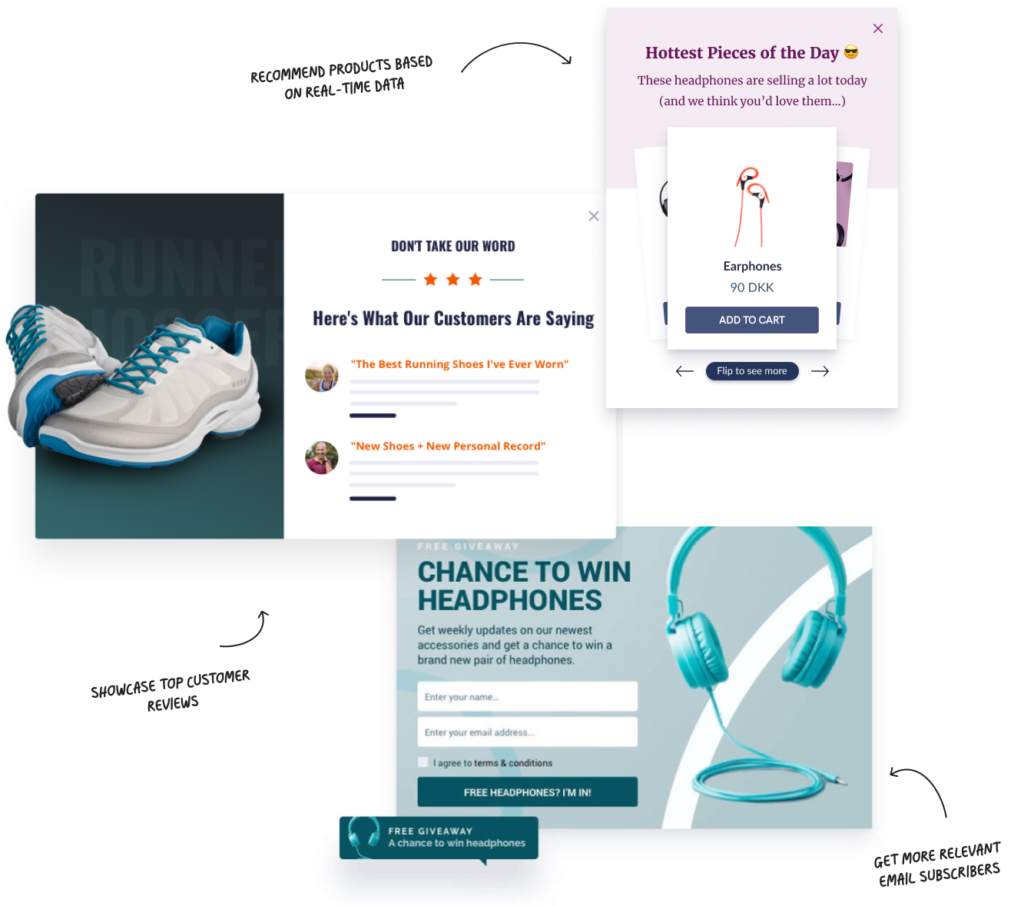 RECOMMEND PRODUCTS BASED
ON REAL-TIME DATA
Hottest Pieces of the Day 😎
These headphones are selling a lot today
(and we think you'd love them...)
Earphones
90 DKK
ADD TO CART
Flip to see more
RUNNE
DON'T TAKE OUR WORD
Here's What Our Customers Are Saying
"The Best Running Shoes I've Ever Worn"
"New Shoes + New Personal Record"
SHOWCASE TOP CUSTOMER
REVIEWS
FREE GIVEAWAY
CHANCE TO WIN
HEADPHONES
Get weekly updates on our newest
accessories and get a chance to win a
brand new pair of headphones.
Enter your name...
Enter your email address...
I agree to terms & conditions
FREE HEADPHONES? I'M IN!
FREE GIVEAWAY
A chance to win headphones
GET MORE RELEVANT
EMAIL SUBSCRIBERS